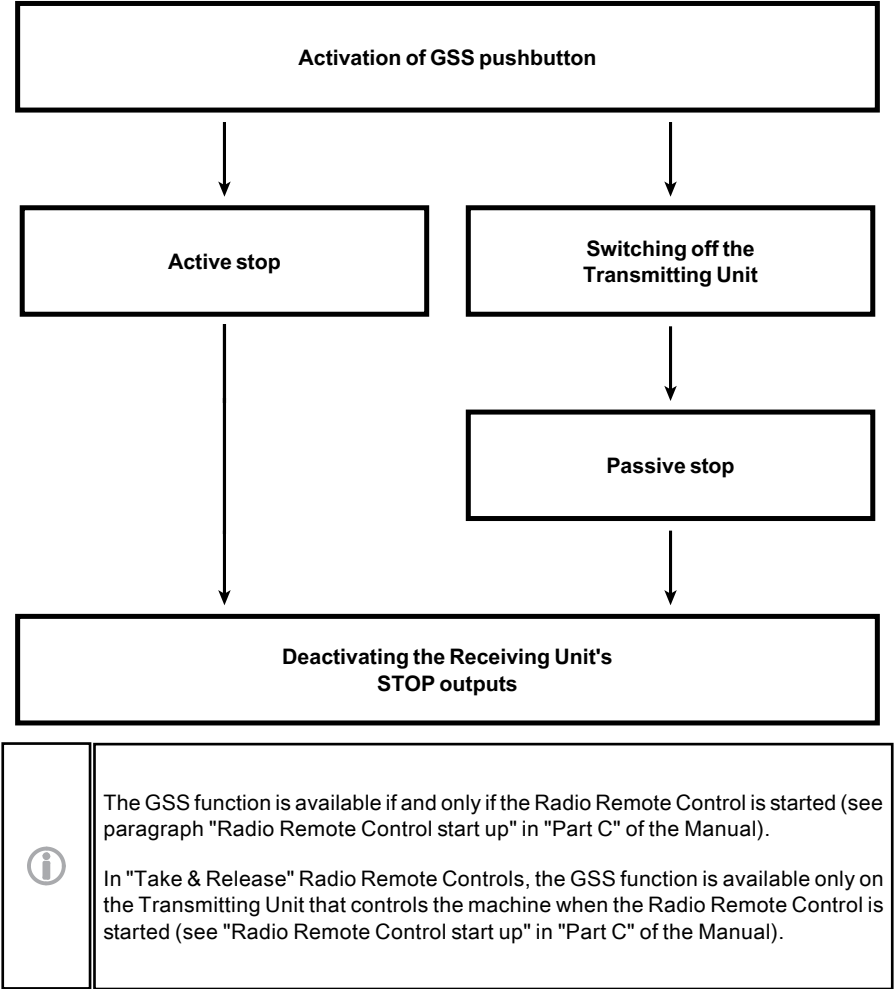 Activation of GSS pushbutton
Active stop
Switching off the
Transmitting Unit
Passive stop
Deactivating the Receiving Unit's
STOP outputs
The GSS function is available if and only if the Radio Remote Control is started (see
paragraph "Radio Remote Control start up" in "Part C" of the Manual).
In "Take & Release" Radio Remote Controls, the GSS function is available only on
the Transmitting Unit that controls the machine when the Radio Remote Control is
started (see "Radio Remote Control start up" in "Part C" of the Manual).